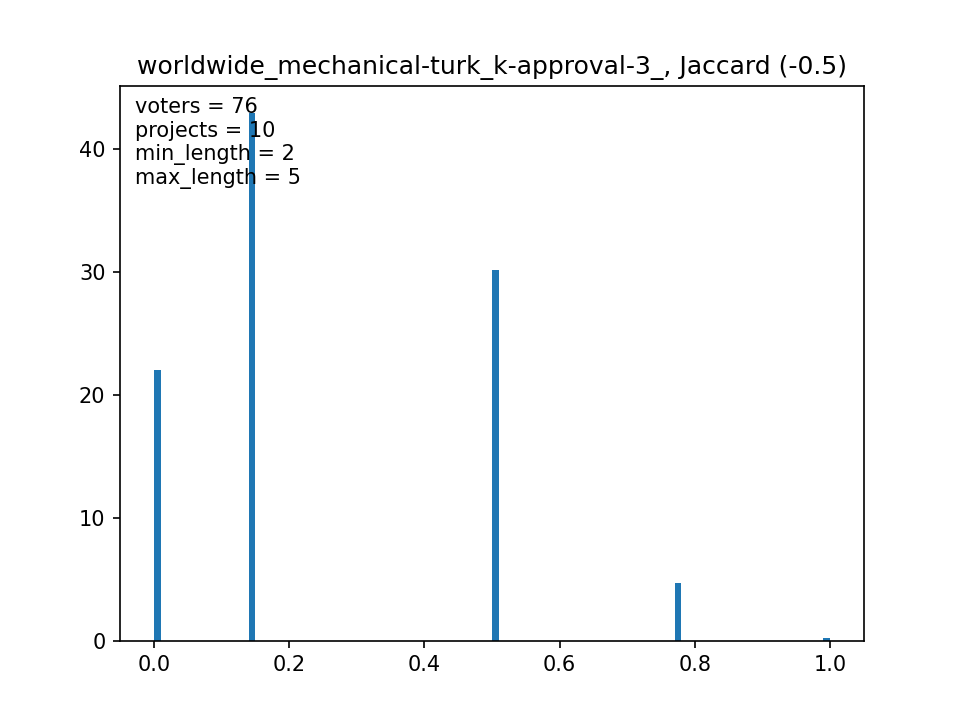 worldwide_mechanical-turk_k-approval-3_, Jaccard (-0.5)
voters = 76
projects = 10
min_length = 2
max_length = 5
40
30
20
10
0
0.0 0.2 0.4 0.6 0.8 1.0